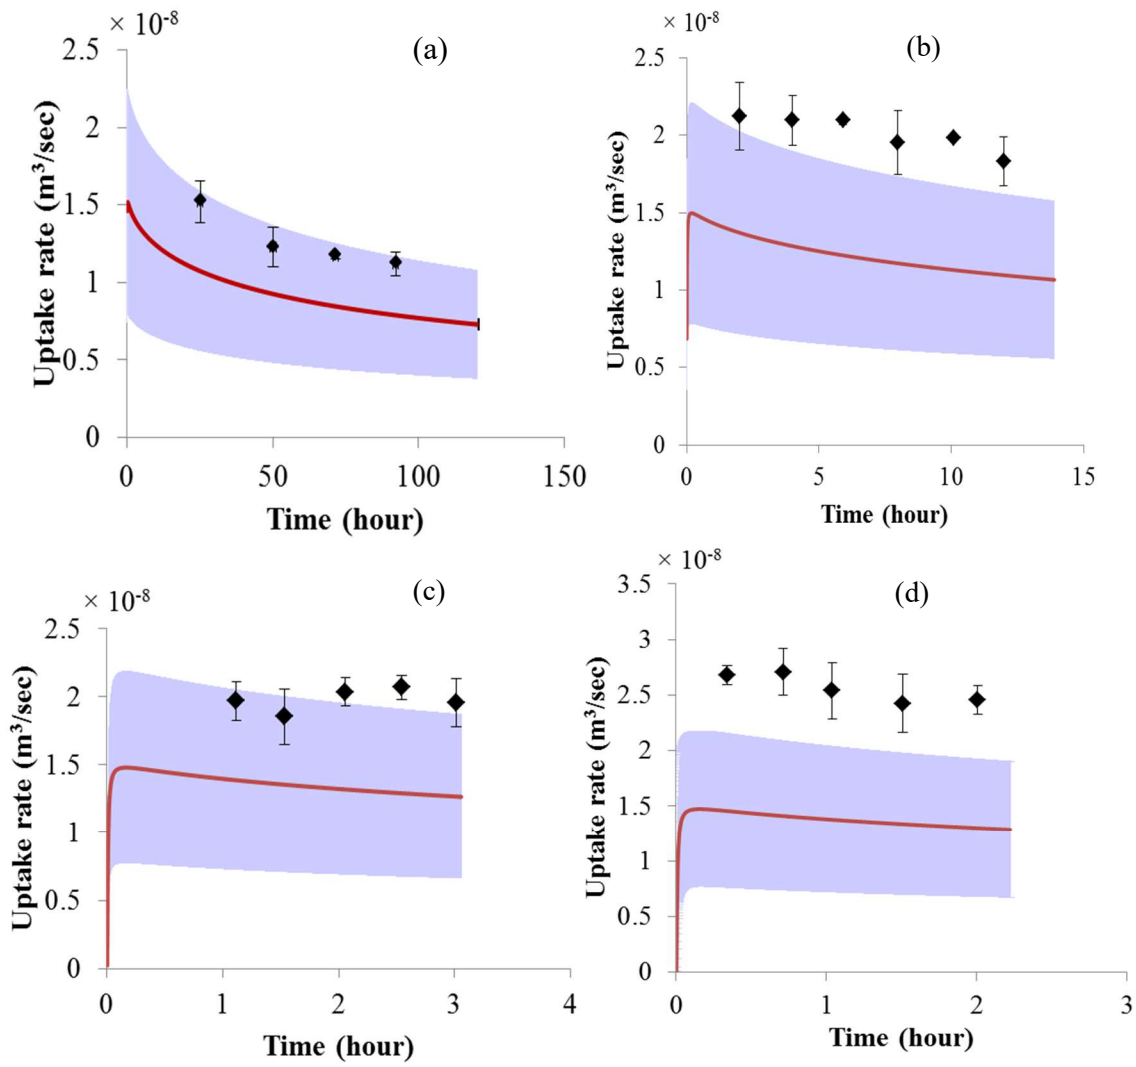 × 10-8
(a)
2.5
2
1.5
1
0.5
0
Uptake rate (m3/sec)
0 50 100 150
Time (hour)
× 10-8
(b)
2.5
2
1.5
1
0.5
0
Uptake rate (m3/sec)
0 5 10 15
Time (hour)
× 10-8
(c)
2.5
2
1.5
1
0.5
0
Uptake rate (m3/sec)
0 1 2 3 4
Time (hour)
× 10-8
(d)
3.5
3
2.5
2
1.5
1
0.5
0
Uptake rate (m3/sec)
0 1 2 3
Time (hour)